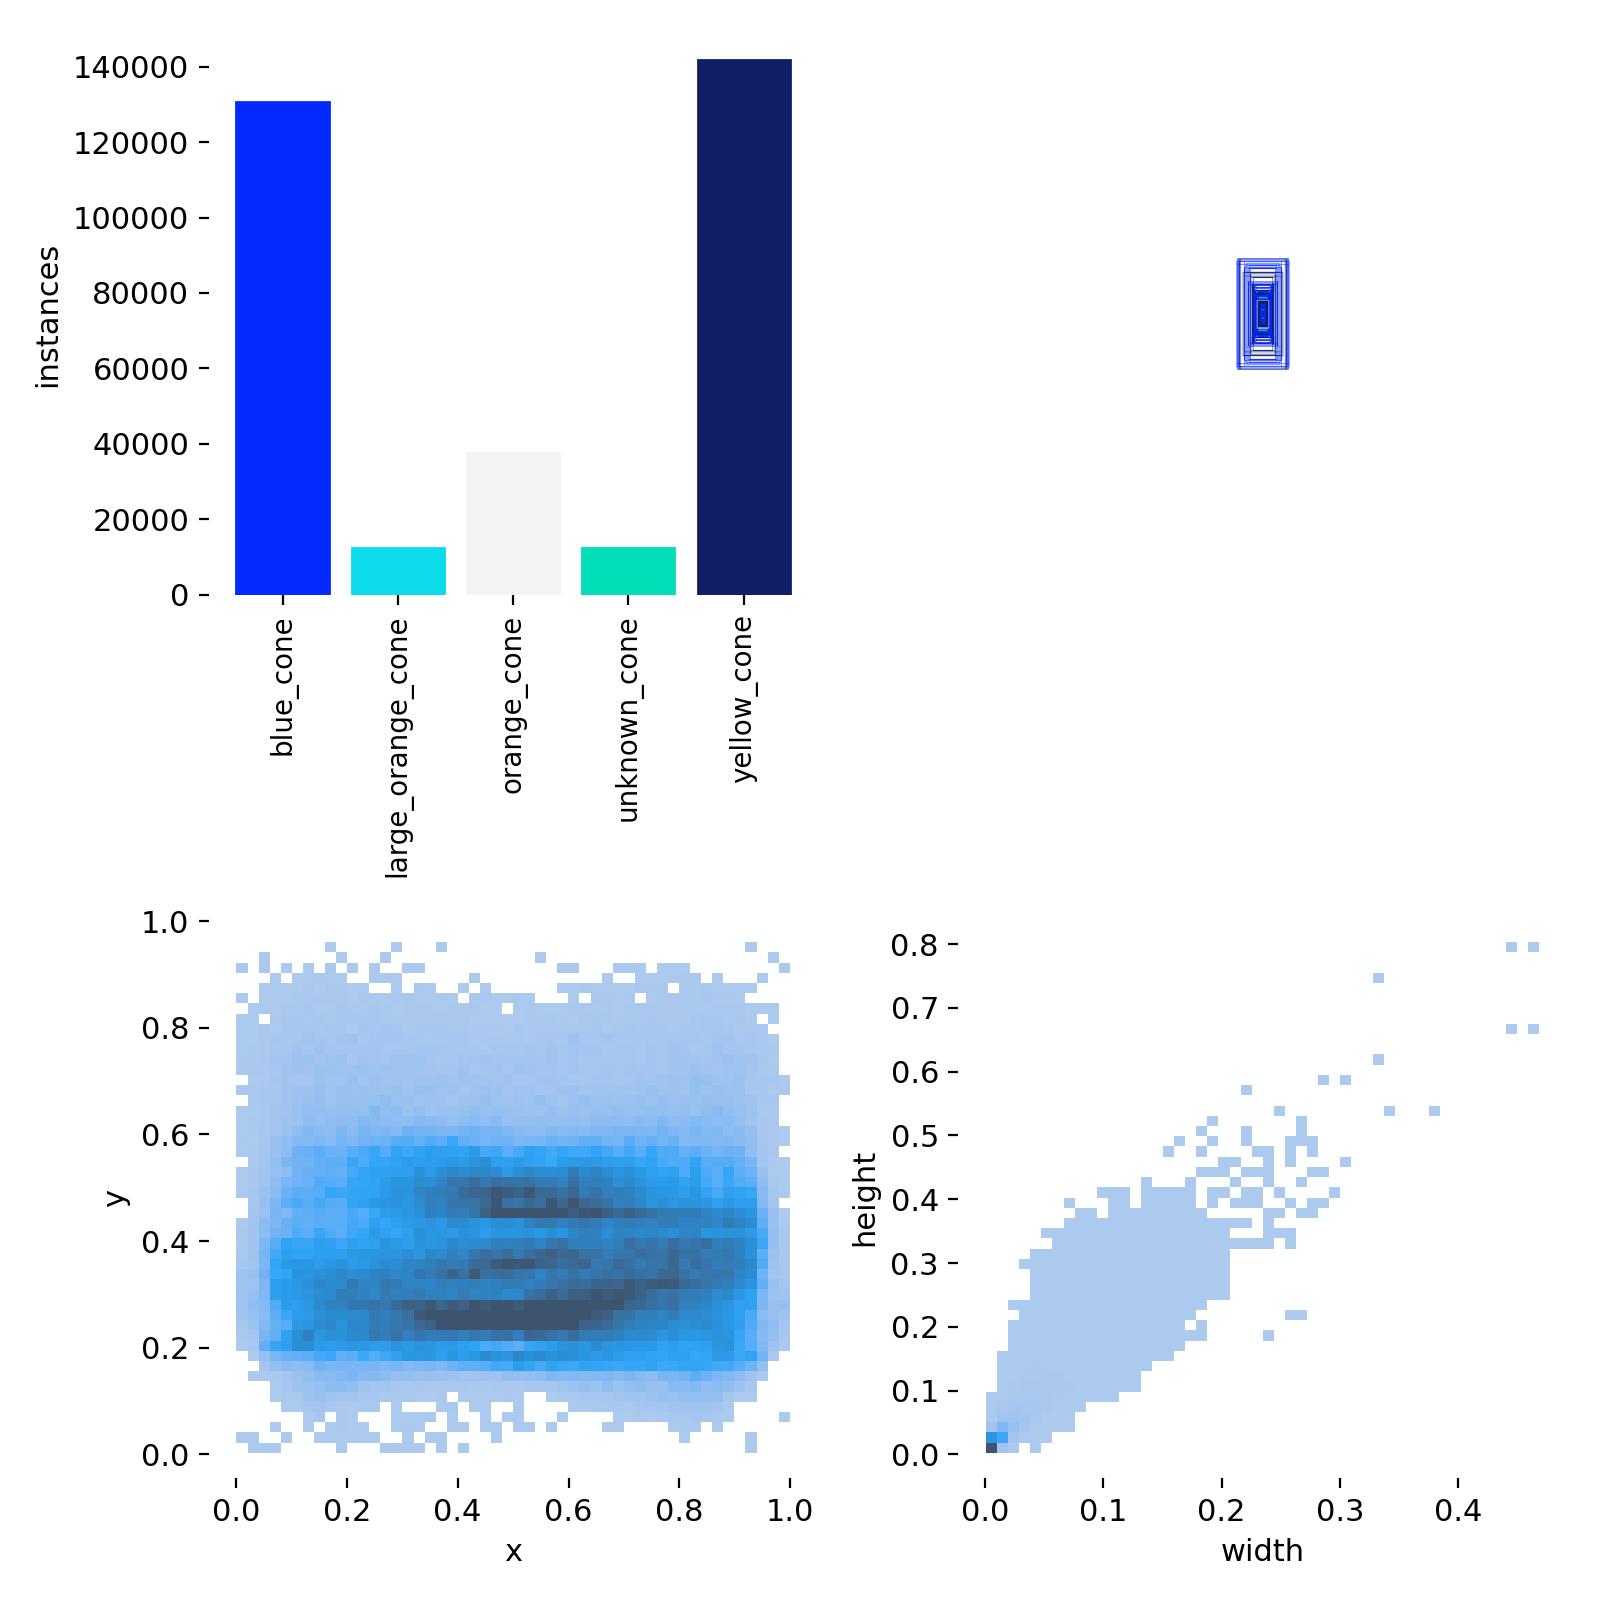 140000
120000
100000
80000
60000
40000
20000
0
instances
blue_cone
large_orange_cone
orange_cone
unknown_cone
yellow_cone
1.0
0.8
0.6
0.4
0.2
0.0
y
0.0 0.2 0.4 0.6 0.8 1.0
x
0.8
0.7
0.6
0.5
0.4
0.3
0.2
0.1
0.0
height
0.0 0.1 0.2 0.3 0.4
width